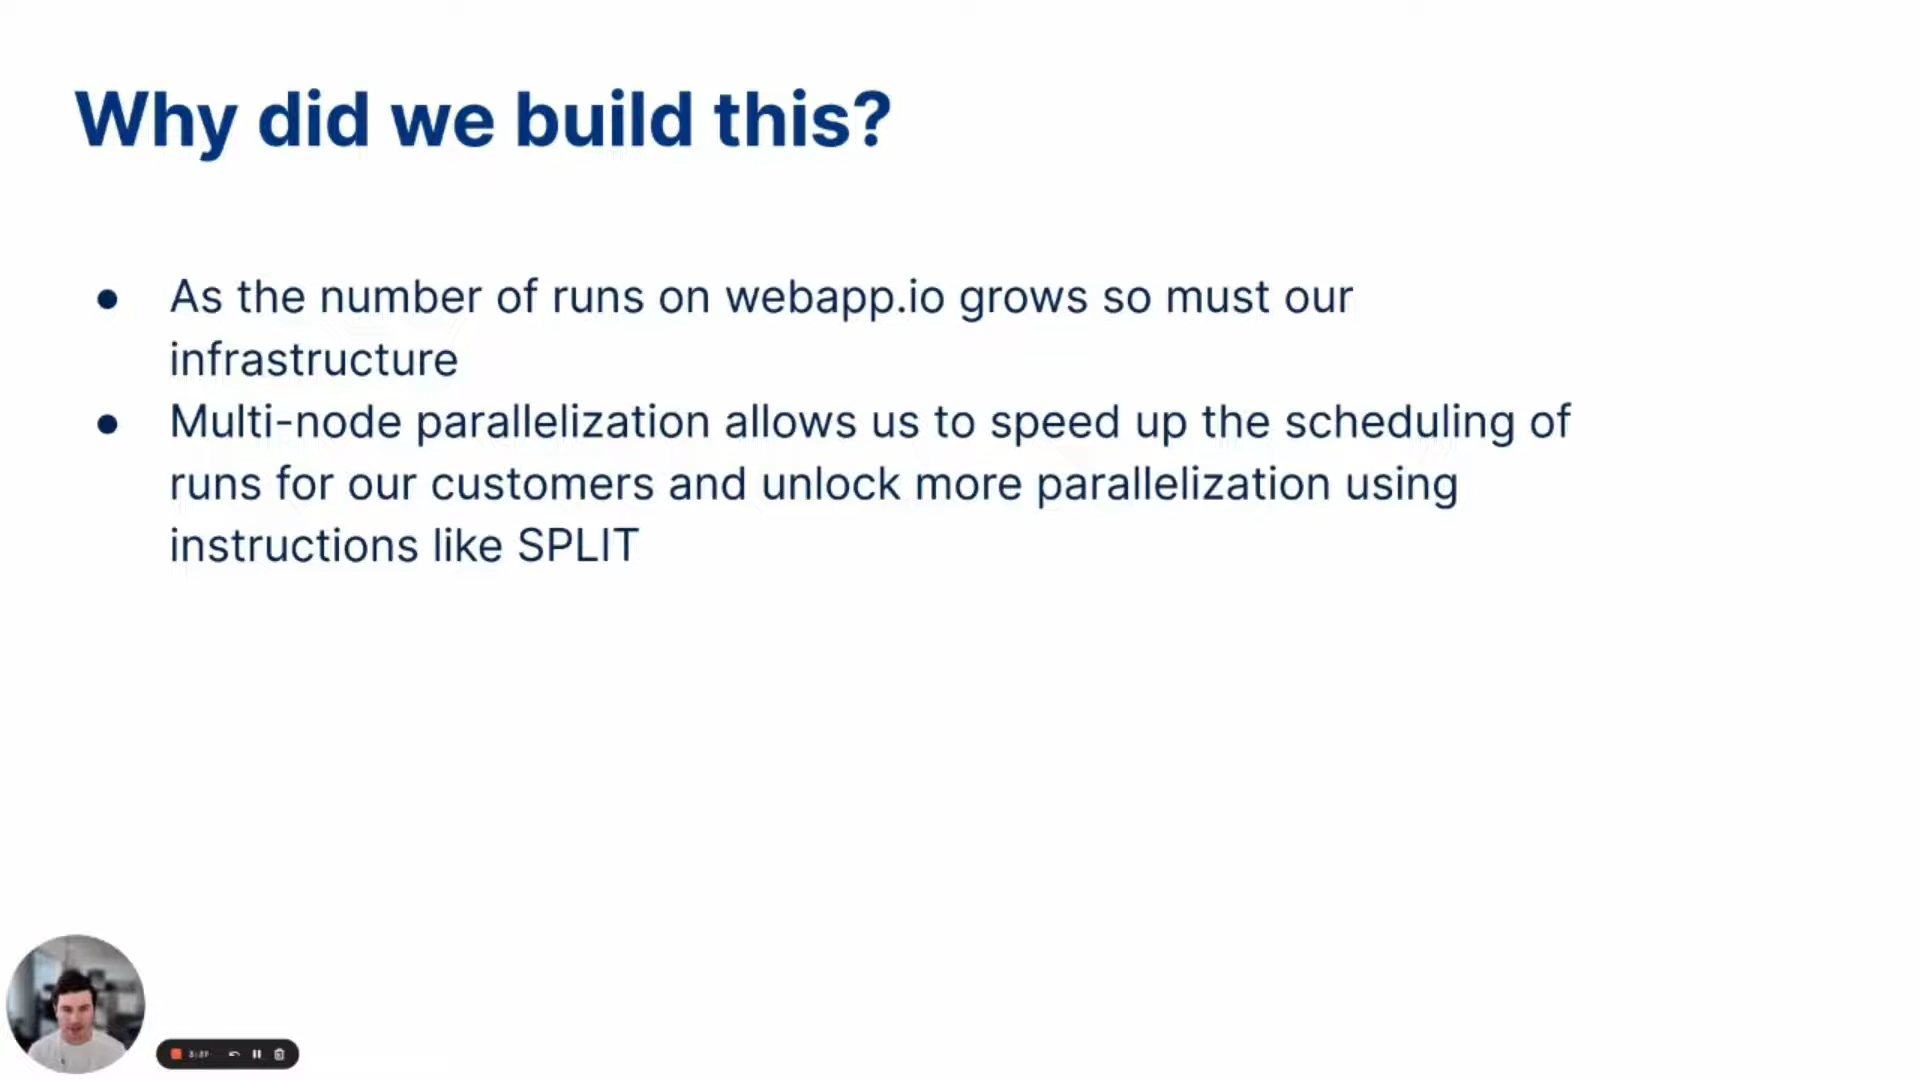 Why did we build this?
● As the number of runs on webapp.io grows so must our
infrastructure
● Multi-node parallelization allows us to speed up the scheduling of
runs for our customers and unlock more parallelization using
instructions like SPLIT